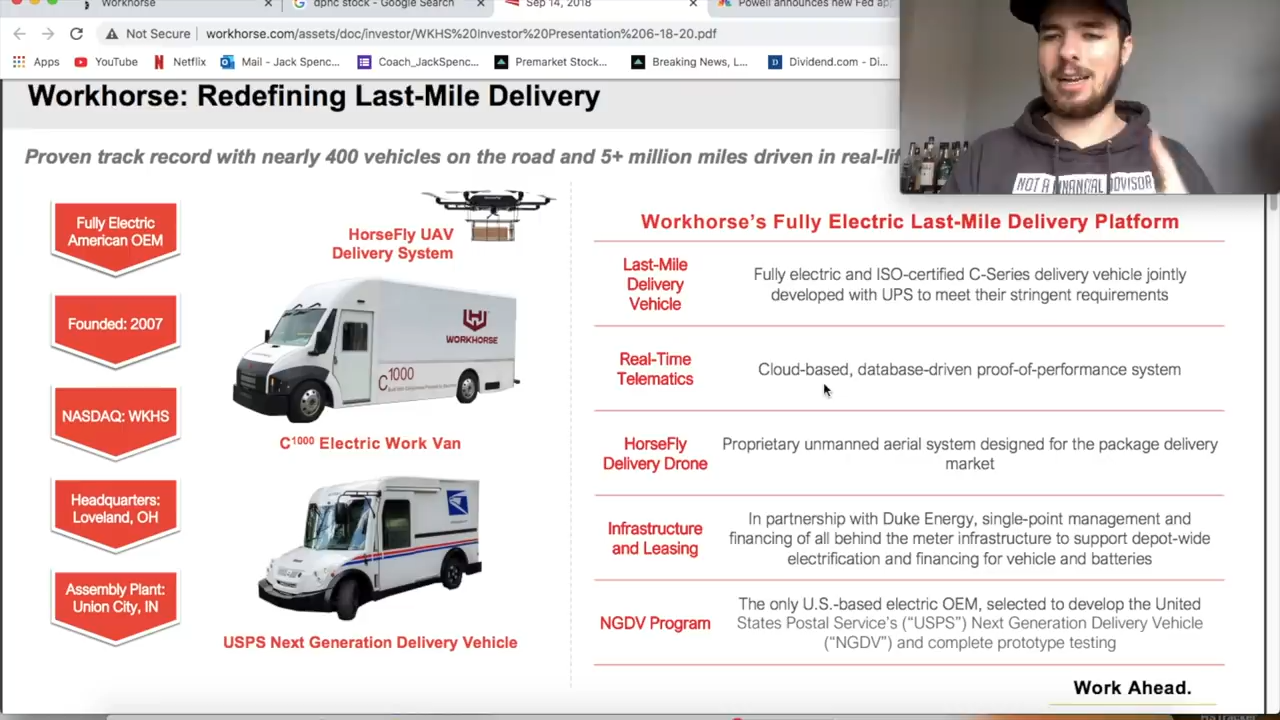 Workhorse
dphc stock - Google Search
Sep 14, 2018
Powell announces new Fed ap
Not Secure
workhorse.com/assets/doc/investor/WKHS%20Investor%20Presentation%206-18-20.pdf
Apps
YouTube
Netflix
Mail - Jack Spenc...
Coach_JackSpenc...
Premarket Stock...
Breaking News, L...
Dividend.com - Di...
NOT A FINANCIAL ADVISOR
Workhorse: Redefining Last-Mile Delivery
Proven track record with nearly 400 vehicles on the road and 5+ million miles driven in real-lif
Fully Electric
American OEM
Founded: 2007
NASDAQ: WKHS
Headquarters:
Loveland, OH
Assembly Plant:
Union City, IN
HorseFly UAV
Delivery System
WORKHORSE
C1000
C1000 Electric Work Van
USPS Next Generation Delivery Vehicle
Workhorse's Fully Electric Last-Mile Delivery Platform
Last-Mile
Delivery
Vehicle
Fully electric and ISO-certified C-Series delivery vehicle jointly
developed with UPS to meet their stringent requirements
Real-Time
Telematics
Cloud-based, database-driven proof-of-performance system
HorseFly
Delivery Drone
Proprietary unmanned aerial system designed for the package delivery
market
Infrastructure
and Leasing
In partnership with Duke Energy, single-point management and
financing of all behind the meter infrastructure to support depot-wide
electrification and financing for vehicle and batteries
NGDV Program
The only U.S.-based electric OEM, selected to develop the United
States Postal Service's ("USPS") Next Generation Delivery Vehicle
("NGDV") and complete prototype testing
Work Ahead.